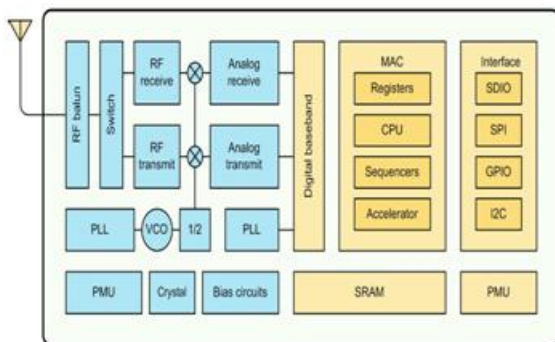 RF balun
Switch
RF
receive
RF
transmit
Analog
receive
Analog
transmit
Digital baseband
MAC
Registers
CPU
Sequencers
Accelerator
Interface
SDIO
SPI
GPIO
I2C
PLL
VCO
1/2
PLL
PMU
Crystal
Bias circuits
SRAM
PMU